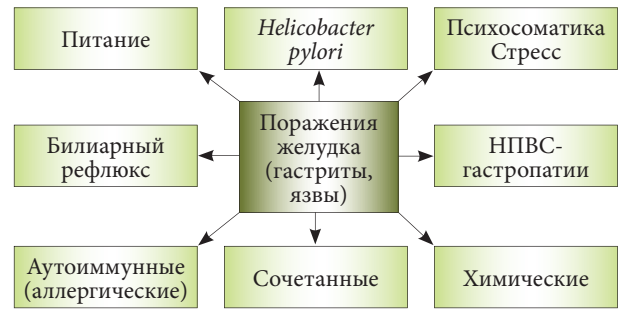 Питание
Helicobacter
pylori
Психосоматика
Стресс
Билиарный
рефлюкс
Поражения
желудка
(гастриты,
язвы)
НПВС-
гастропатии
Аутоиммунные
(аллергические)
Сочетанные
Химические